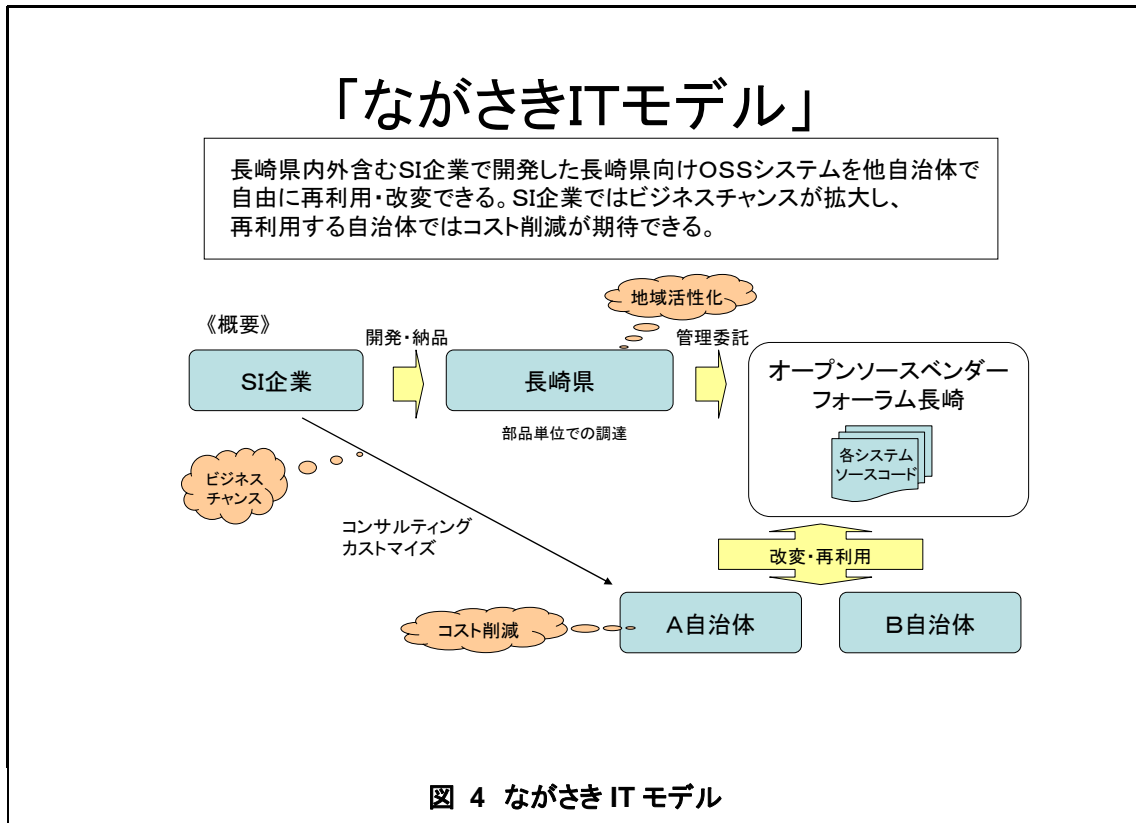 「ながさきITモデル」
長崎県内外含むSI企業で開発した長崎県向けOSSシステムを他自治体で
自由に再利用・改変できる。SI企業ではビジネスチャンスが拡大し、
再利用する自治体ではコスト削減が期待できる。
地域活性化
《概要》
開発・納品
管理委託
SI企業
長崎県
オープンソースベンダー
フォーラム長崎
部品単位での調達
各システム
ソースコード
ビジネス
チャンス
コンサルティング
カストマイズ
改変・再利用
コスト削減
A自治体
B自治体
図 4 ながさき IT モデル